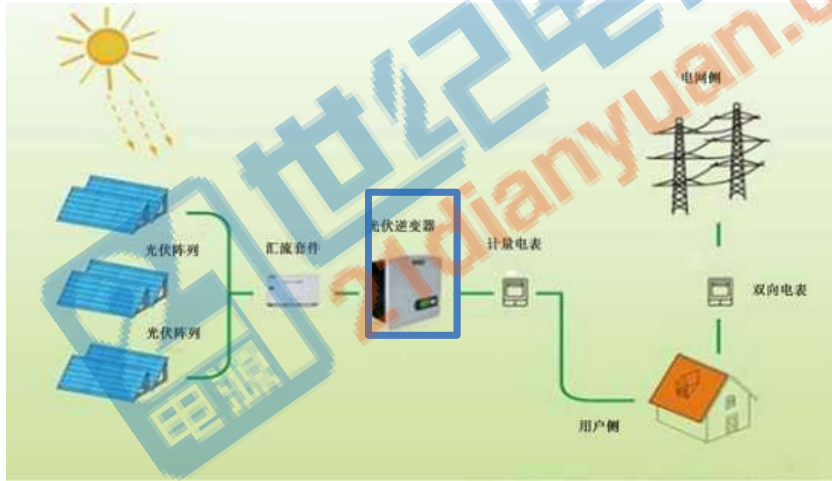 电网侧
光伏逆变器
汇流套件
计量电表
光伏阵列
双向电表
光伏阵列
用户侧
世纪电
电源
21dianyuan.c